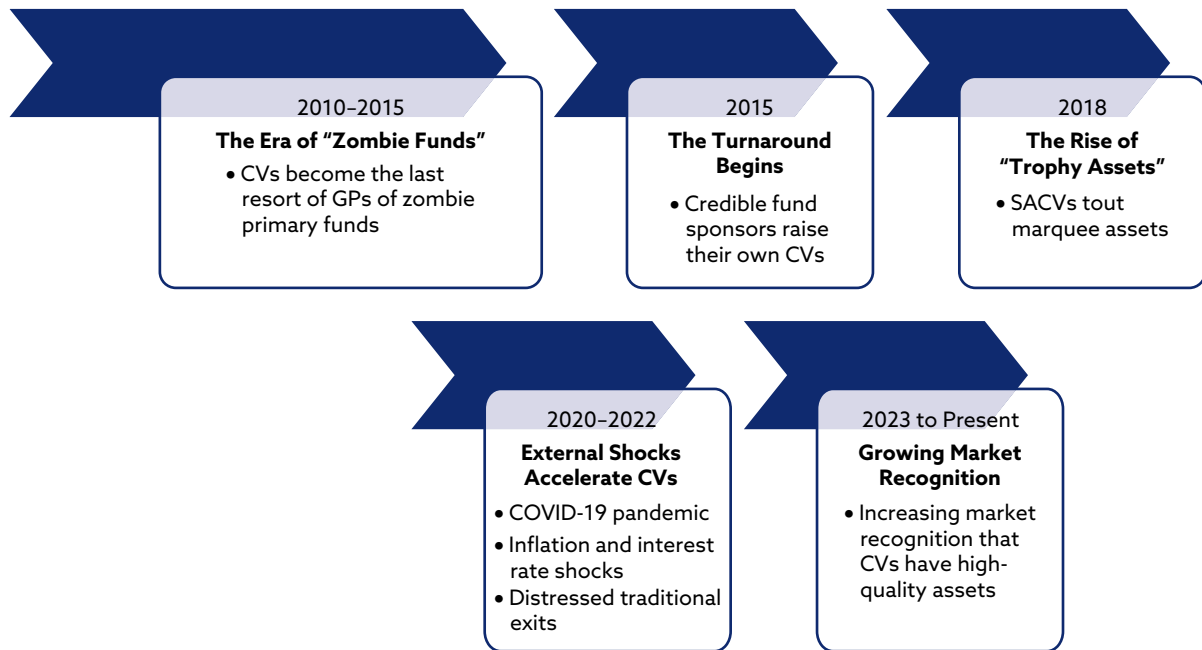 2010–2015
The Era of “Zombie Funds”
• CVs become the last
resort of GPs of zombie
primary funds
2015
The Turnaround
Begins
• Credible fund
sponsors raise
their own CVs
2018
The Rise of
“Trophy Assets”
• SACVs tout
marquee assets
2020–2022
External Shocks
Accelerate CVs
• COVID-19 pandemic
• Inflation and interest
rate shocks
• Distressed traditional
exits
2023 to Present
Growing Market
Recognition
• Increasing market
recognition that
CVs have high-
quality assets